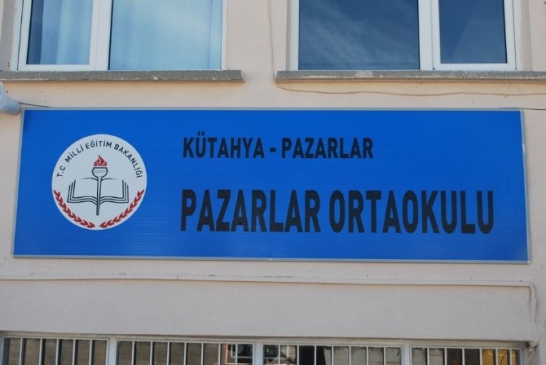 T.C MİLLİ EĞİTİM BAKANLIĞI
KÜTAHYA - PAZARLAR
PAZARLAR ORTAOKULU